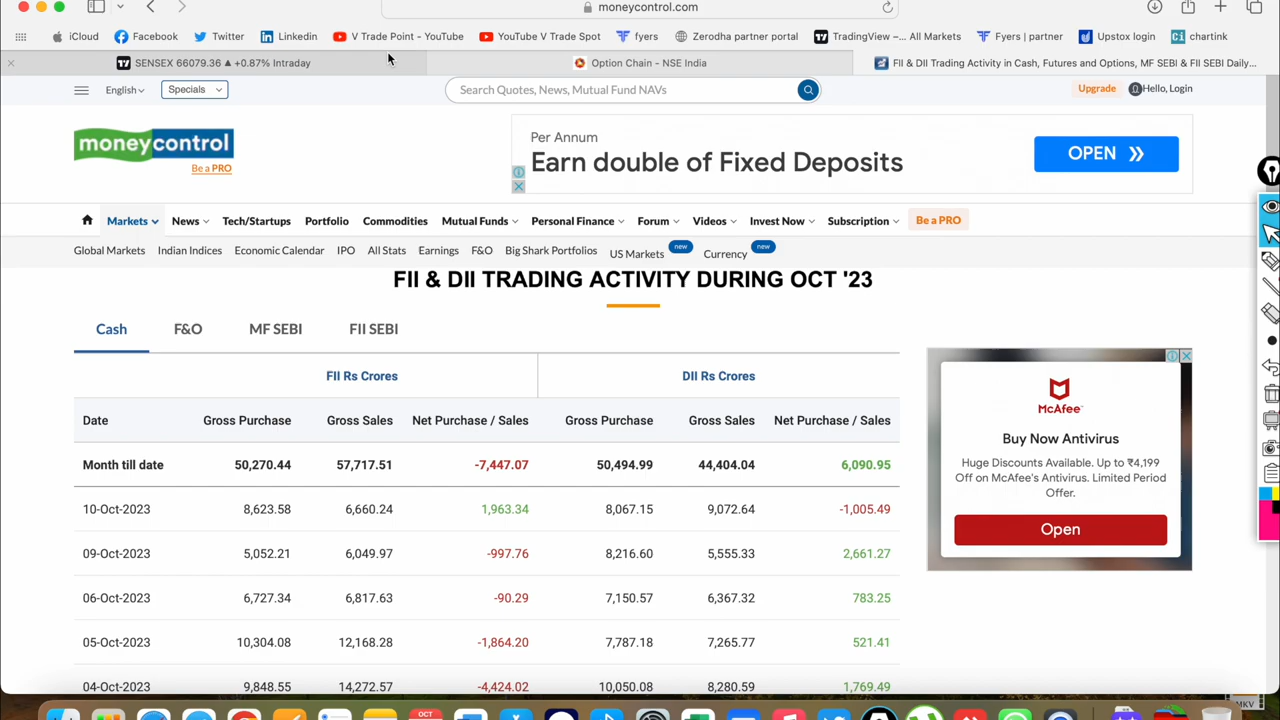 moneycontrol.com
iCloud Facebook Twitter Linkedin V Trade Point - YouTube YouTube V Trade Spot fyers Zerodha partner portal TradingView –... All Markets Fyers | partner Upstox login chartink
SENSEX 66079.36 ▲ +0.87% Intraday Option Chain - NSE India FII & DII Trading Activity in Cash, Futures and Options, MF SEBI & FII SEBI Daily...
English Specials Search Quotes, News, Mutual Fund NAVs Upgrade Hello, Login
moneycontrol
Be a PRO
Per Annum
Earn double of Fixed Deposits
OPEN
Markets News Tech/Startups Portfolio Commodities Mutual Funds Personal Finance Forum Videos Invest Now Subscription Be a PRO
Global Markets Indian Indices Economic Calendar IPO All Stats Earnings F&O Big Shark Portfolios US Markets new Currency new
FII & DII TRADING ACTIVITY DURING OCT '23
Cash F&O MF SEBI FII SEBI
FII Rs Crores DII Rs Crores
Date Gross Purchase Gross Sales Net Purchase / Sales Gross Purchase Gross Sales Net Purchase / Sales
Month till date 50,270.44 57,717.51 -7,447.07 50,494.99 44,404.04 6,090.95
10-Oct-2023 8,623.58 6,660.24 1,963.34 8,067.15 9,072.64 -1,005.49
09-Oct-2023 5,052.21 6,049.97 -997.76 8,216.60 5,555.33 2,661.27
06-Oct-2023 6,727.34 6,817.63 -90.29 7,150.57 6,367.32 783.25
05-Oct-2023 10,304.08 12,168.28 -1,864.20 7,787.18 7,265.77 521.41
04-Oct-2023 9,848.55 14,272.57 -4,424.02 10,050.08 8,280.59 1,769.49
McAfee
Buy Now Antivirus
Huge Discounts Available. Up to ₹4,199
Off on McAfee's Antivirus. Limited Period
Offer.
Open
OCT
MKV